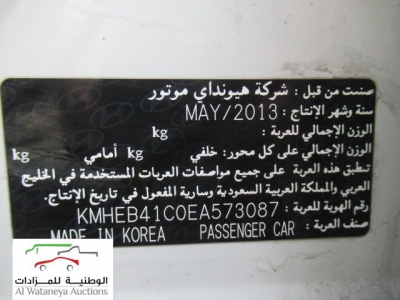 صنعت من قبل : شركة هيونداي موتور
سنة وشهر الإنتاج : MAY/2013
الوزن الإجمالي للعربة : kg
الوزن الإجمالي على كل محور: خلفي kg أمامي kg
تطبق هذه العربة جميع مواصفات العربات المستخدمة في الخليج
العربي والمملكة العربية السعودية وسارية المفعول في تاريخ الإنتاج.
رقم الهوية للعربة : KMHEB41C0EA573087
صنف العربة : PASSENGER CAR MADE IN KOREA
الوطنية للمزادات
Al Wataneya Auctions